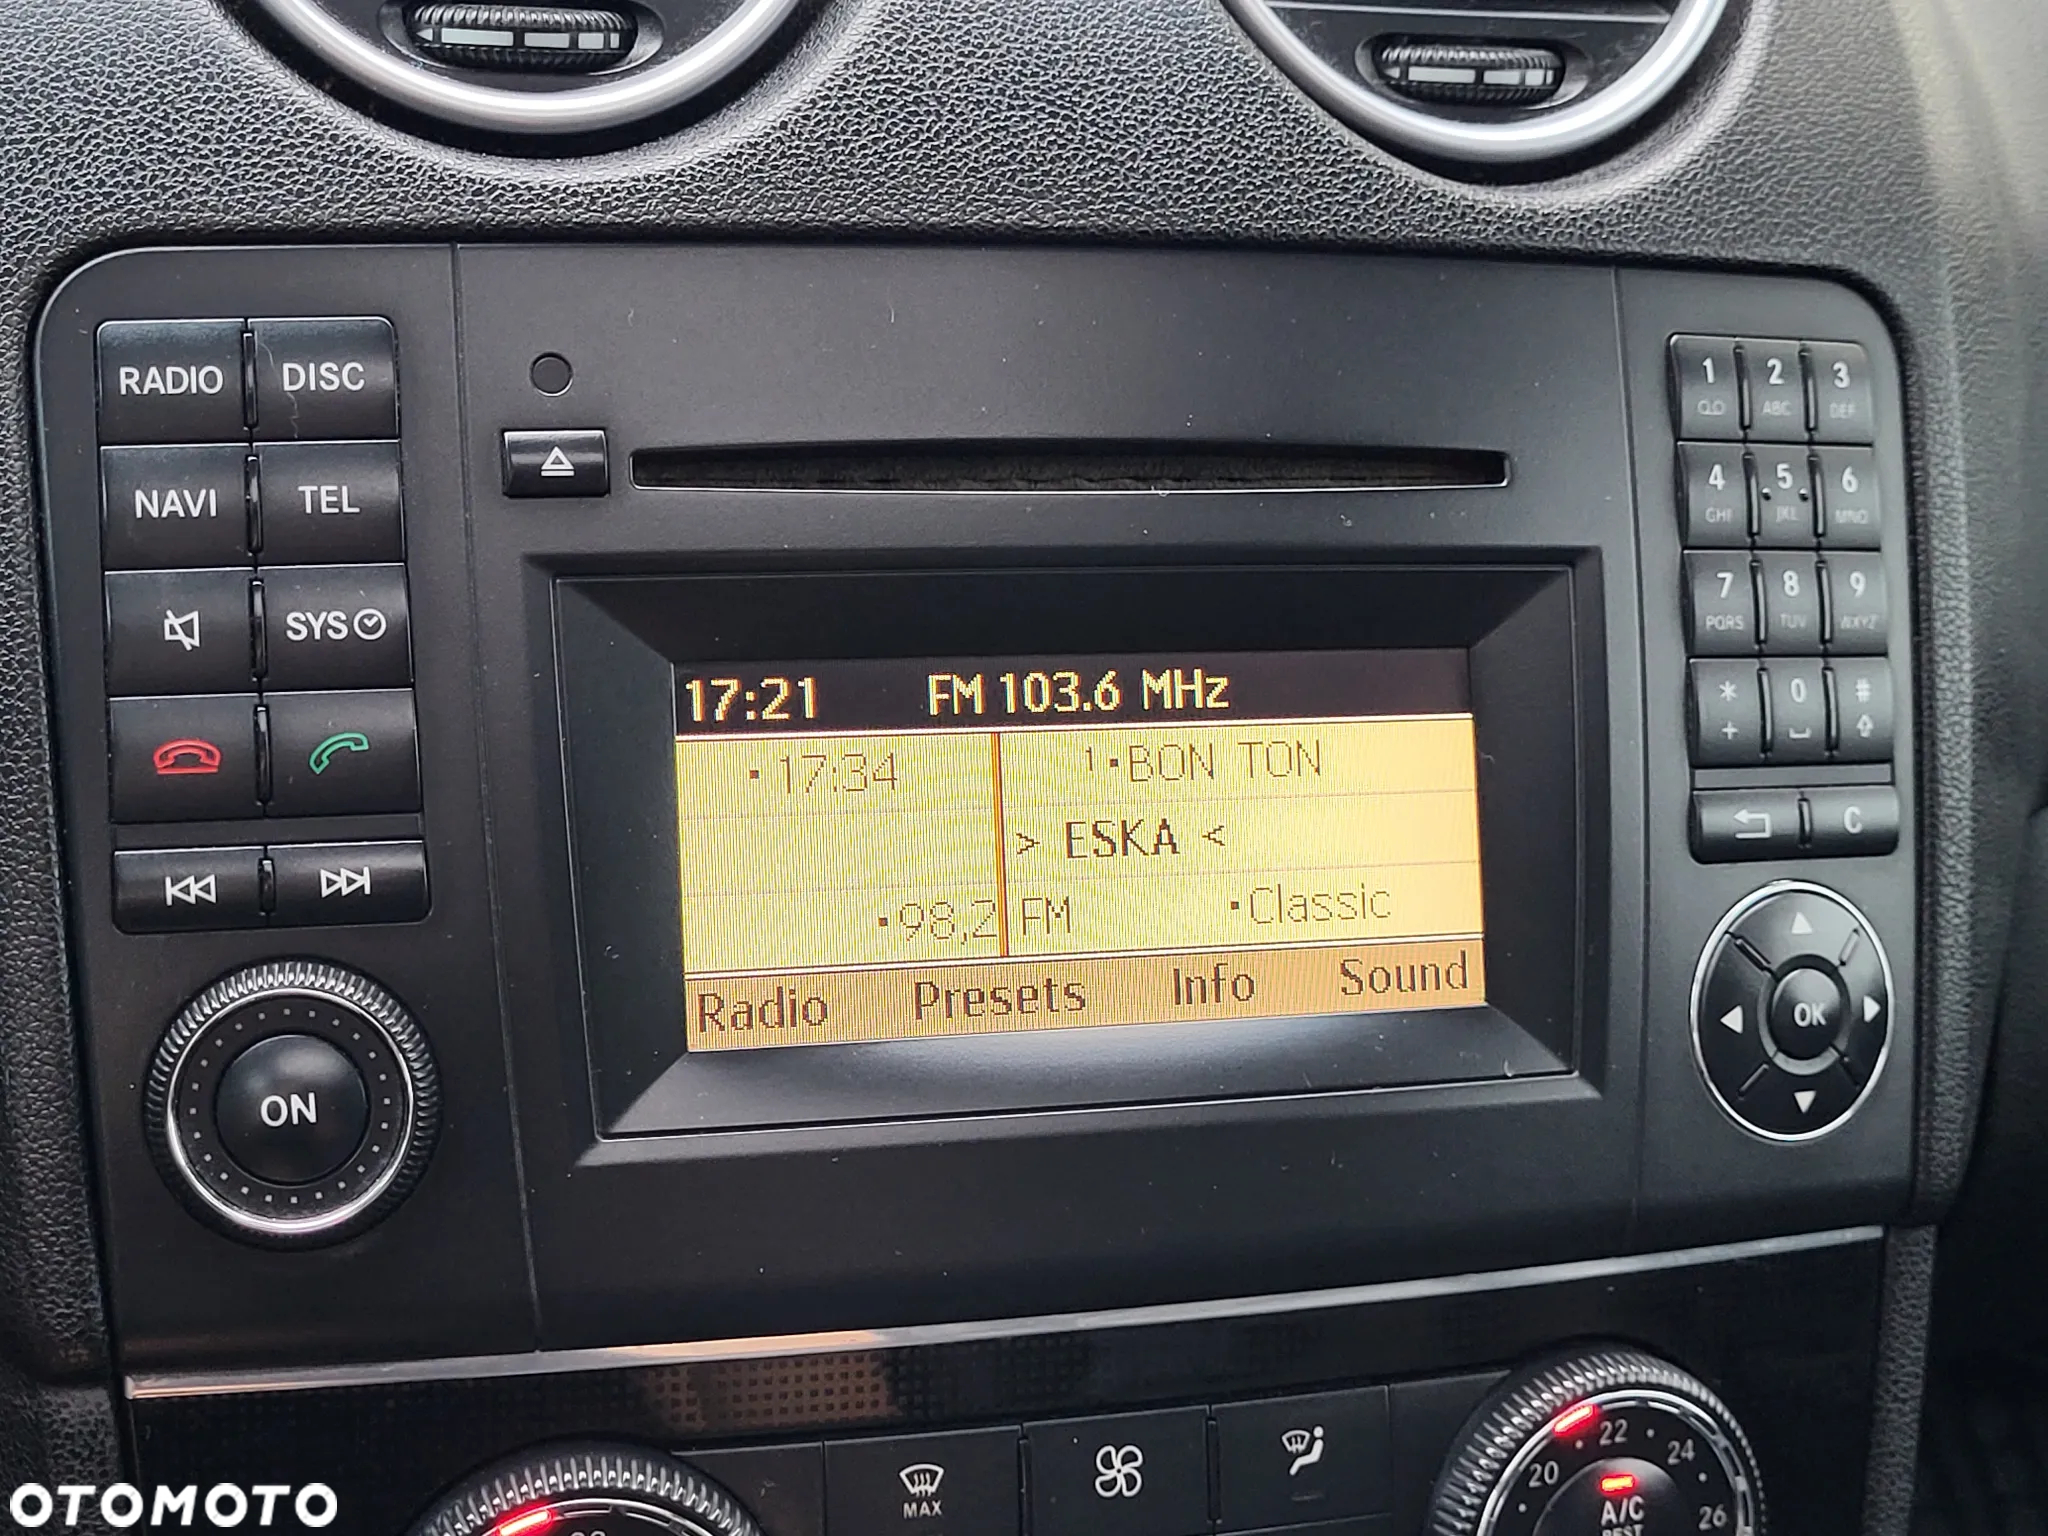 RADIO DISC
NAVI TEL
SYS
ON
17:21 FM 103.6 MHz
17:34 1 BON TON
> ESKA <
98,2 FM Classic
Radio Presets Info Sound
1 2 3
ABC DEF
4 5 6
GHI JKL MNO
7 8 9
PQRS TUV WXYZ
* 0 #
+
C
OK
MAX
20 22 24 26
A/C
OTOMOTO